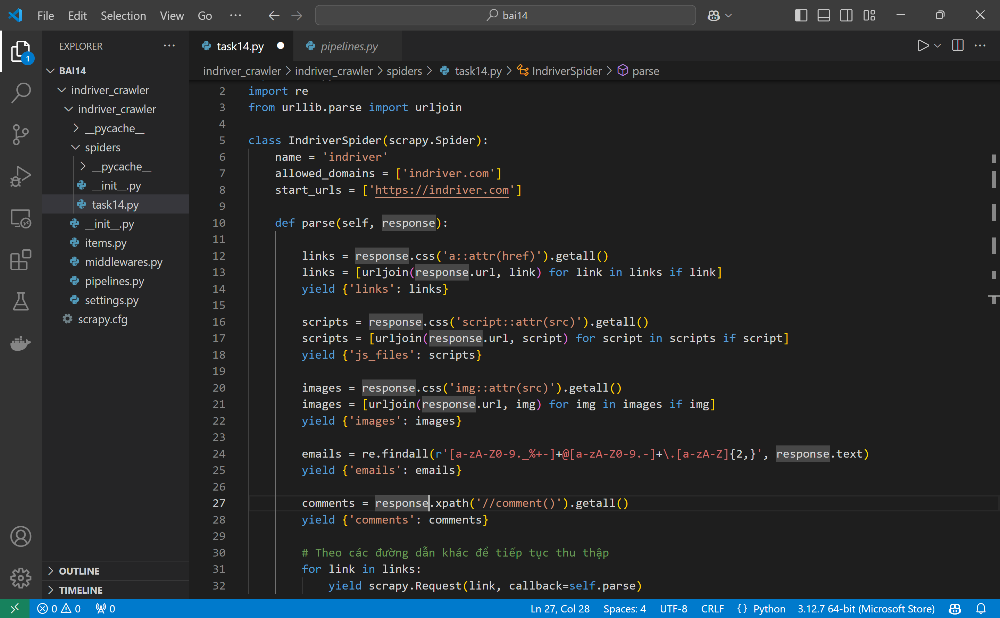 File Edit Selection View Go ··· bai14
EXPLORER ···
1
BAI14
indriver_crawler
indriver_crawler
__pycache__
spiders
__pycache__
__init__.py
task14.py
__init__.py
items.py
middlewares.py
pipelines.py
settings.py
scrapy.cfg
OUTLINE
TIMELINE
task14.py pipelines.py
indriver_crawler > indriver_crawler > spiders > task14.py > IndriverSpider > parse
2 import re
3 from urllib.parse import urljoin
4
5 class IndriverSpider(scrapy.Spider):
6     name = 'indriver'
7     allowed_domains = ['indriver.com']
8     start_urls = ['https://indriver.com']
9
10     def parse(self, response):
11
12         links = response.css('a::attr(href)').getall()
13         links = [urljoin(response.url, link) for link in links if link]
14         yield {'links': links}
15
16         scripts = response.css('script::attr(src)').getall()
17         scripts = [urljoin(response.url, script) for script in scripts if script]
18         yield {'js_files': scripts}
19
20         images = response.css('img::attr(src)').getall()
21         images = [urljoin(response.url, img) for img in images if img]
22         yield {'images': images}
23
24         emails = re.findall(r'[a-zA-Z0-9._%+-]+@[a-zA-Z0-9.-]+\.[a-zA-Z]{2,}', response.text)
25         yield {'emails': emails}
26
27         comments = response.xpath('//comment()').getall()
28         yield {'comments': comments}
29
30         # Theo các đường dẫn khác để tiếp tục thu thập
31         for link in links:
32             yield scrapy.Request(link, callback=self.parse)
0 0 0 Ln 27, Col 28 Spaces: 4 UTF-8 CRLF {} Python 3.12.7 64-bit (Microsoft Store)